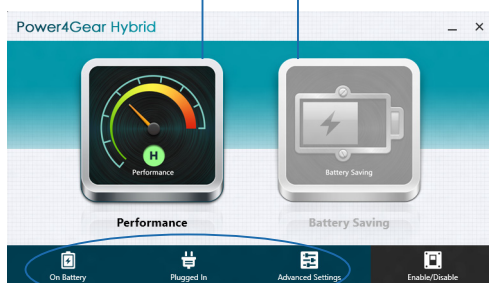 Power4Gear Hybrid
H
Performance
Battery Saving
Performance
Battery Saving
On Battery
Plugged In
Advanced Settings
Enable/Disable